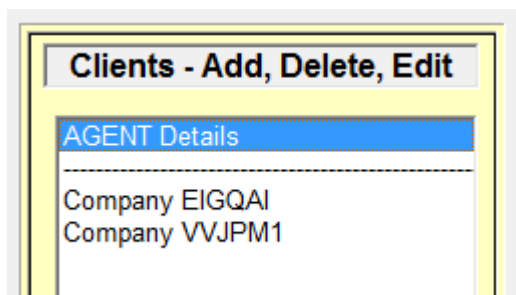 Clients - Add, Delete, Edit
AGENT Details
--------------------------------------------------------------------
Company EIGQAI
Company VVJPM1